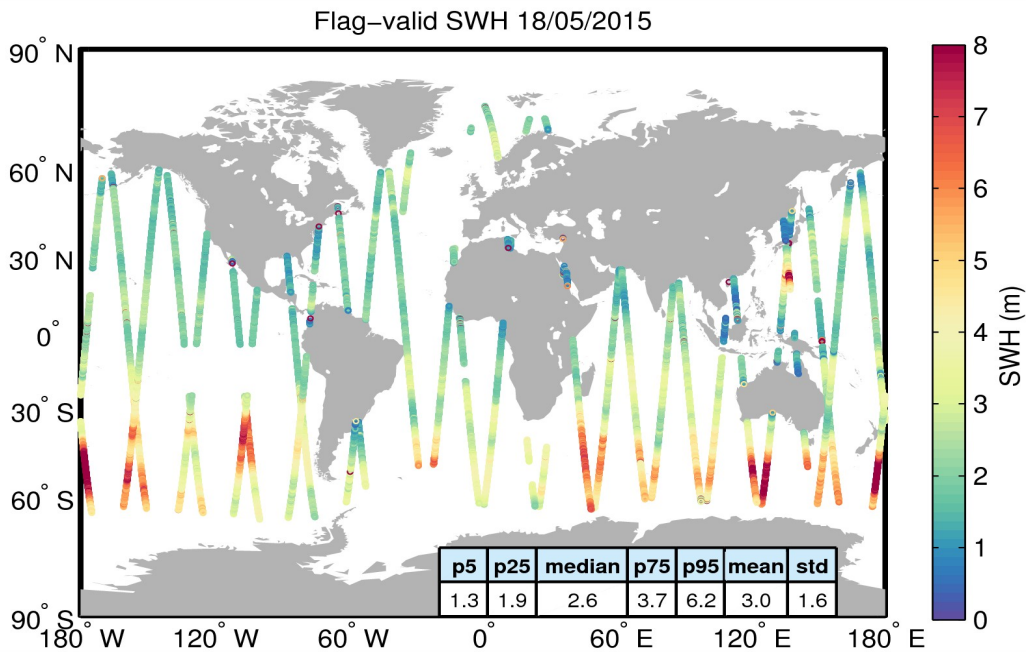 Flag−valid SWH 18/05/2015
90° N
60° N
30° N
0°
30° S
60° S
90° S
180° W
120° W
60° W
0°
60° E
120° E
180° E
p5 p25 median p75 p95 mean std
1.3 1.9 2.6 3.7 6.2 3.0 1.6
8
7
6
5
4
3
2
1
0
SWH (m)